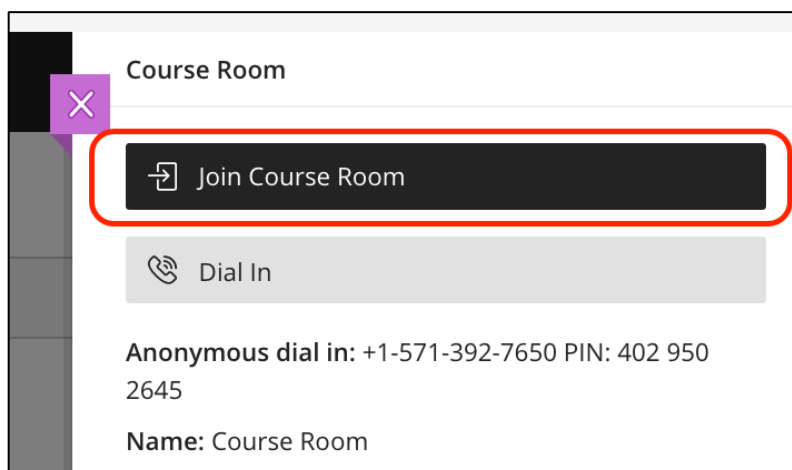 Course Room
Join Course Room
Dial In
Anonymous dial in: +1-571-392-7650 PIN: 402 950
2645
Name: Course Room